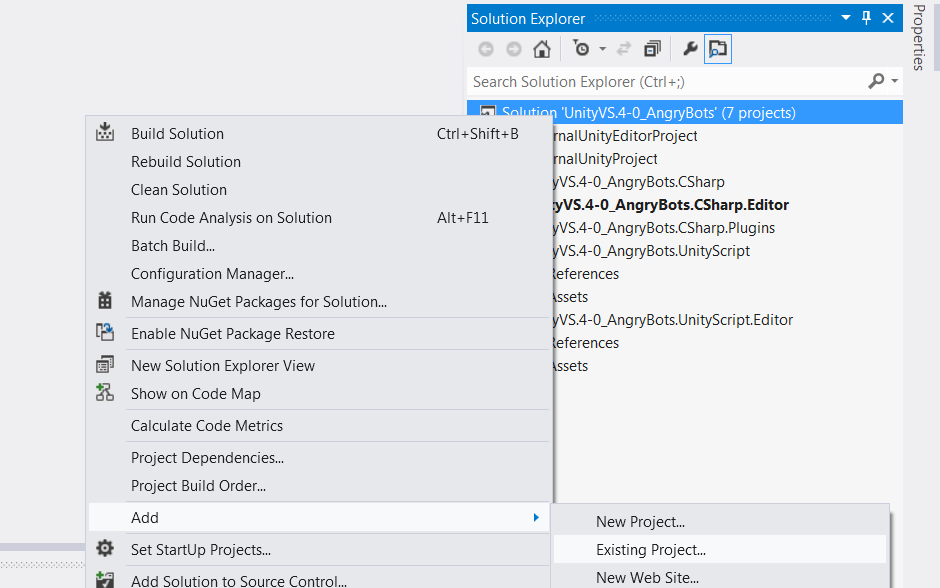 Solution Explorer
Properties
Search Solution Explorer (Ctrl+;)
Solution 'UnityVS.4-0_AngryBots' (7 projects)
Build Solution Ctrl+Shift+B
rnalUnityEditorProject
Rebuild Solution
rnalUnityProject
Clean Solution
yVS.4-0_AngryBots.CSharp
yVS.4-0_AngryBots.CSharp.Editor
Run Code Analysis on Solution Alt+F11
yVS.4-0_AngryBots.CSharp.Plugins
Batch Build...
yVS.4-0_AngryBots.UnityScript
Configuration Manager...
References
Manage NuGet Packages for Solution...
Assets
yVS.4-0_AngryBots.UnityScript.Editor
Enable NuGet Package Restore
References
New Solution Explorer View
Assets
Show on Code Map
Calculate Code Metrics
Project Dependencies...
Project Build Order...
Add
New Project...
Set StartUp Projects...
Existing Project...
Add Solution to Source Control...
New Web Site...